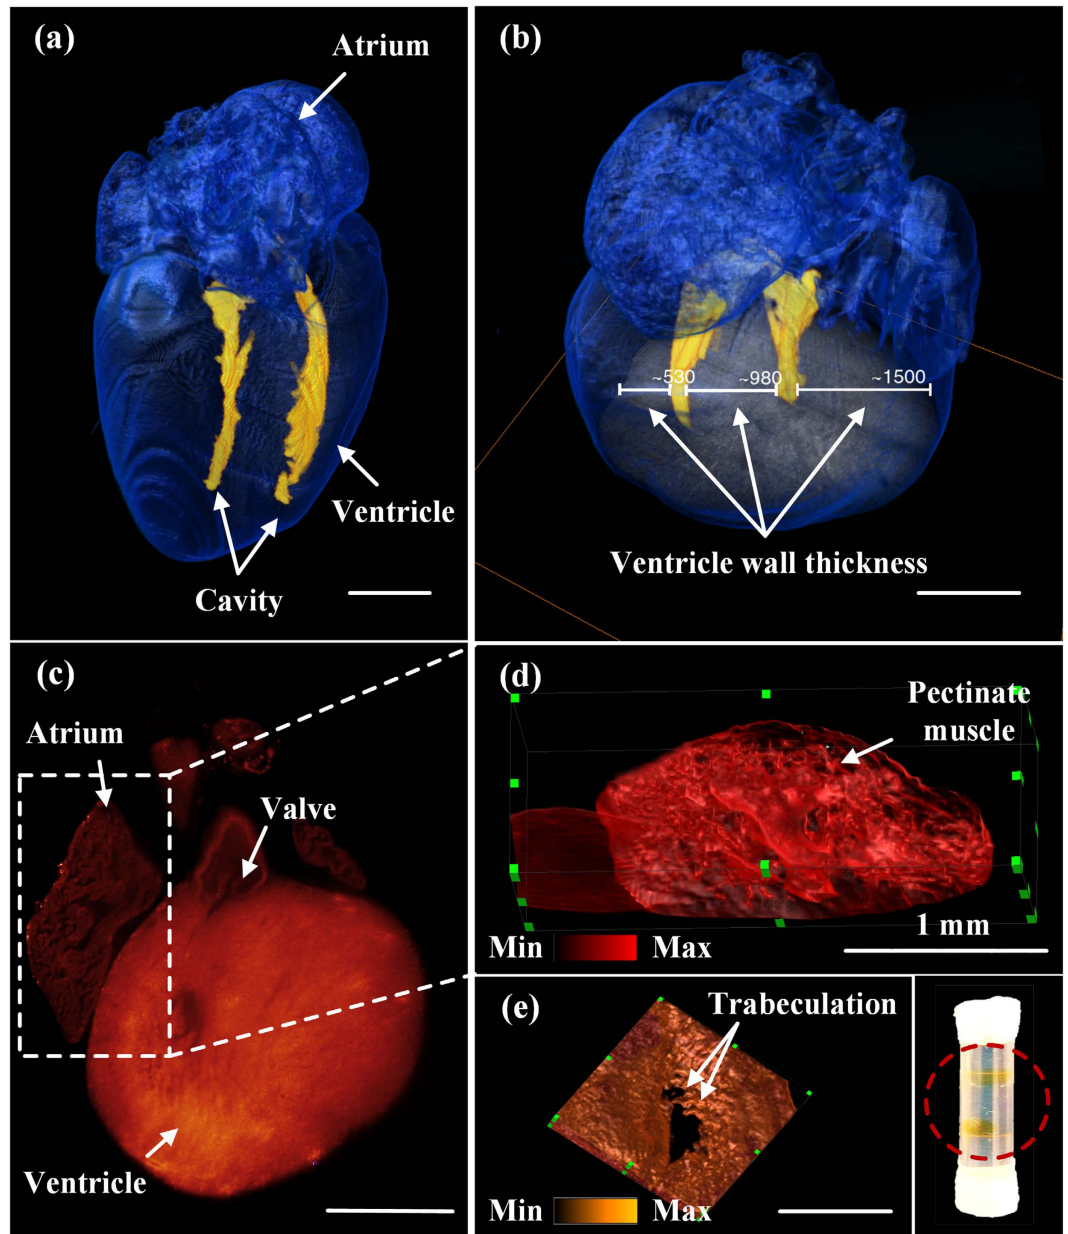 (a)
Atrium
Ventricle
Cavity
(b)
~530
~980
~1500
Ventricle wall thickness
(c)
Atrium
Valve
Ventricle
(d)
Pectinate
muscle
1 mm
Min
Max
(e)
Trabeculation
Min
Max